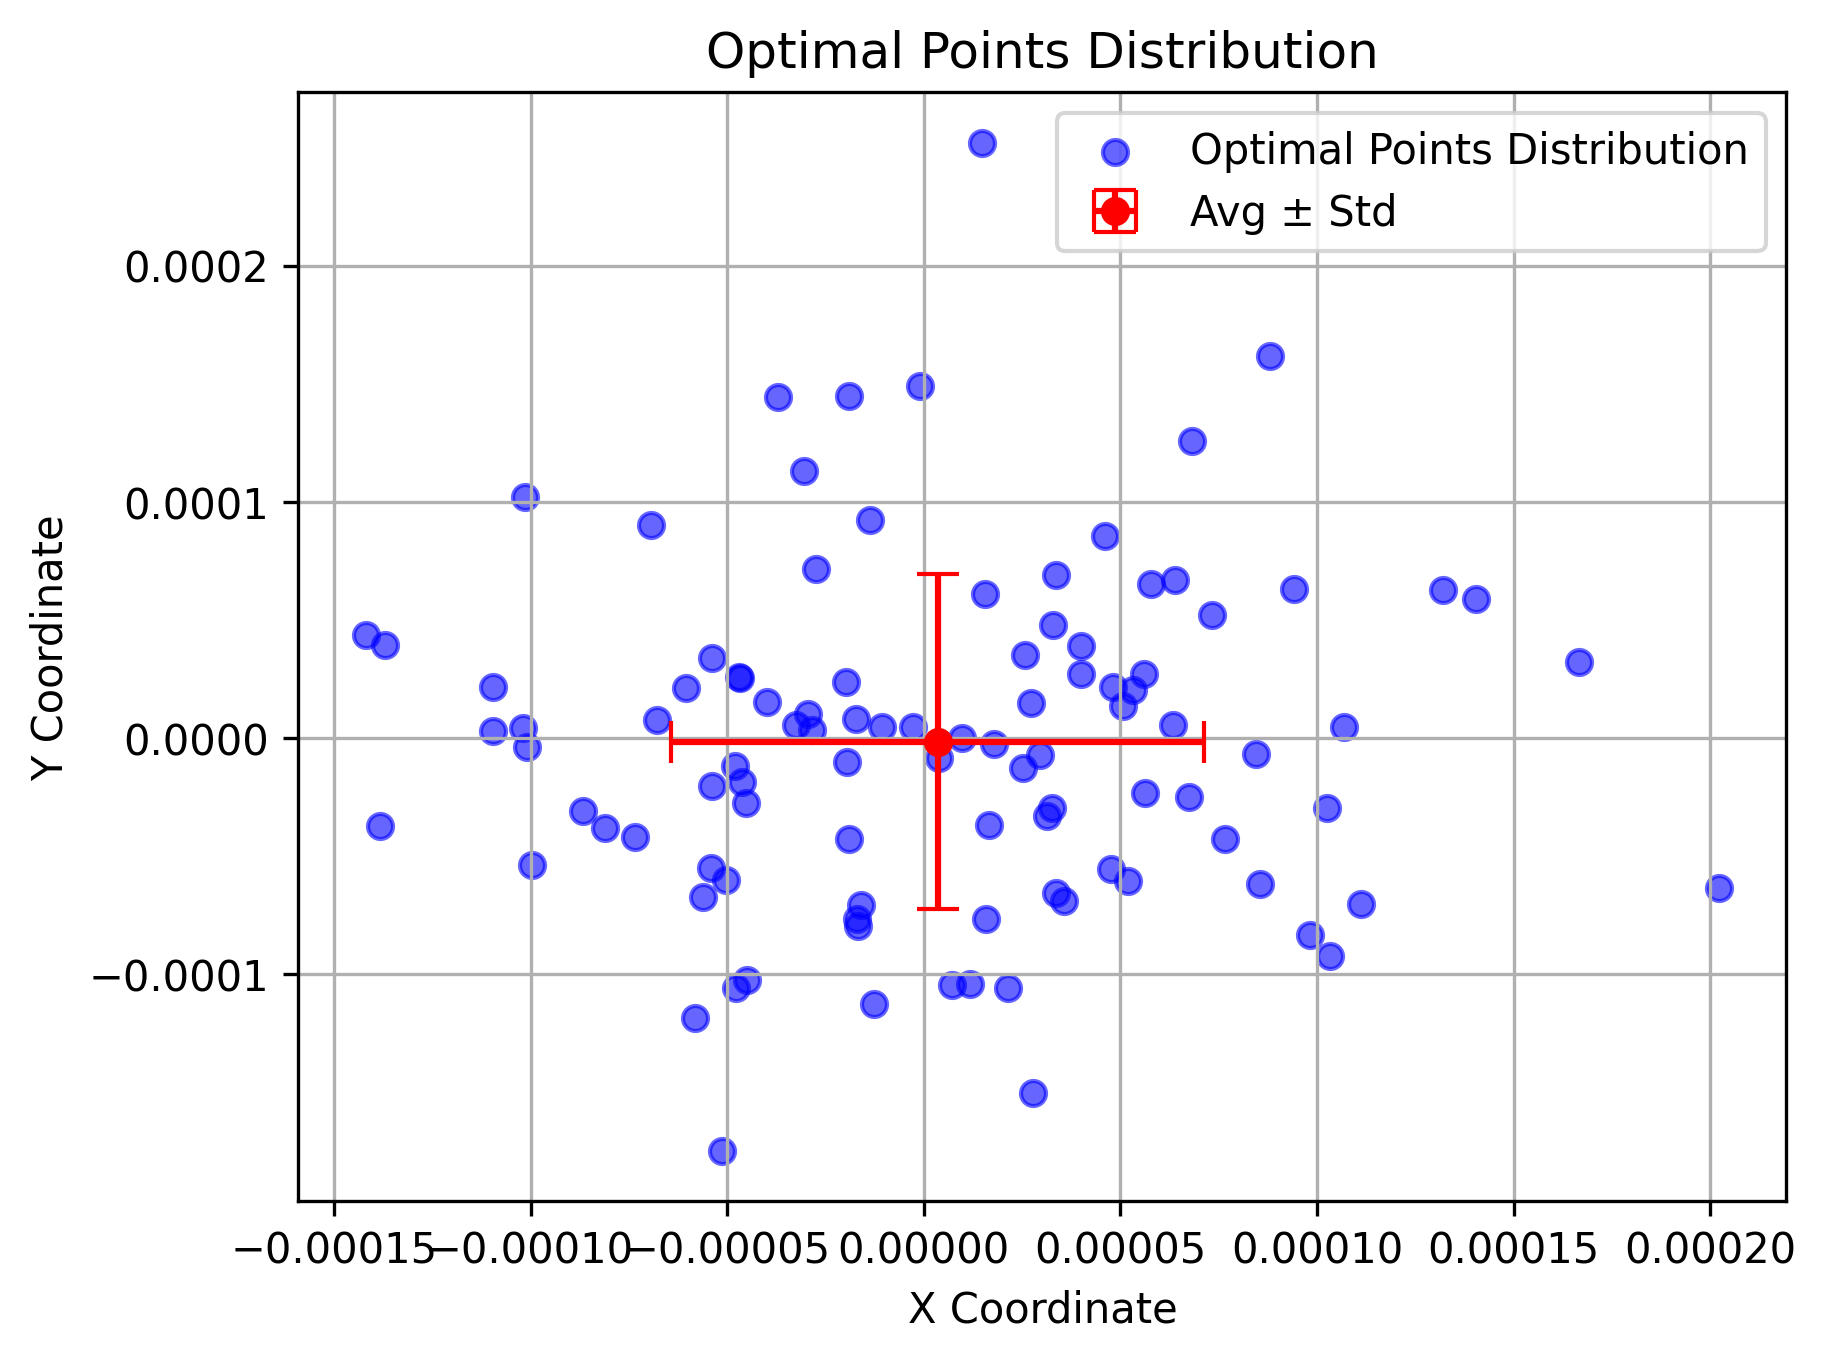 Optimal Points Distribution
Optimal Points Distribution
Avg ± Std
0.0002
0.0001
0.0000
−0.0001
Y Coordinate
−0.00015 −0.00010 −0.00005 0.00000 0.00005 0.00010 0.00015 0.00020
X Coordinate